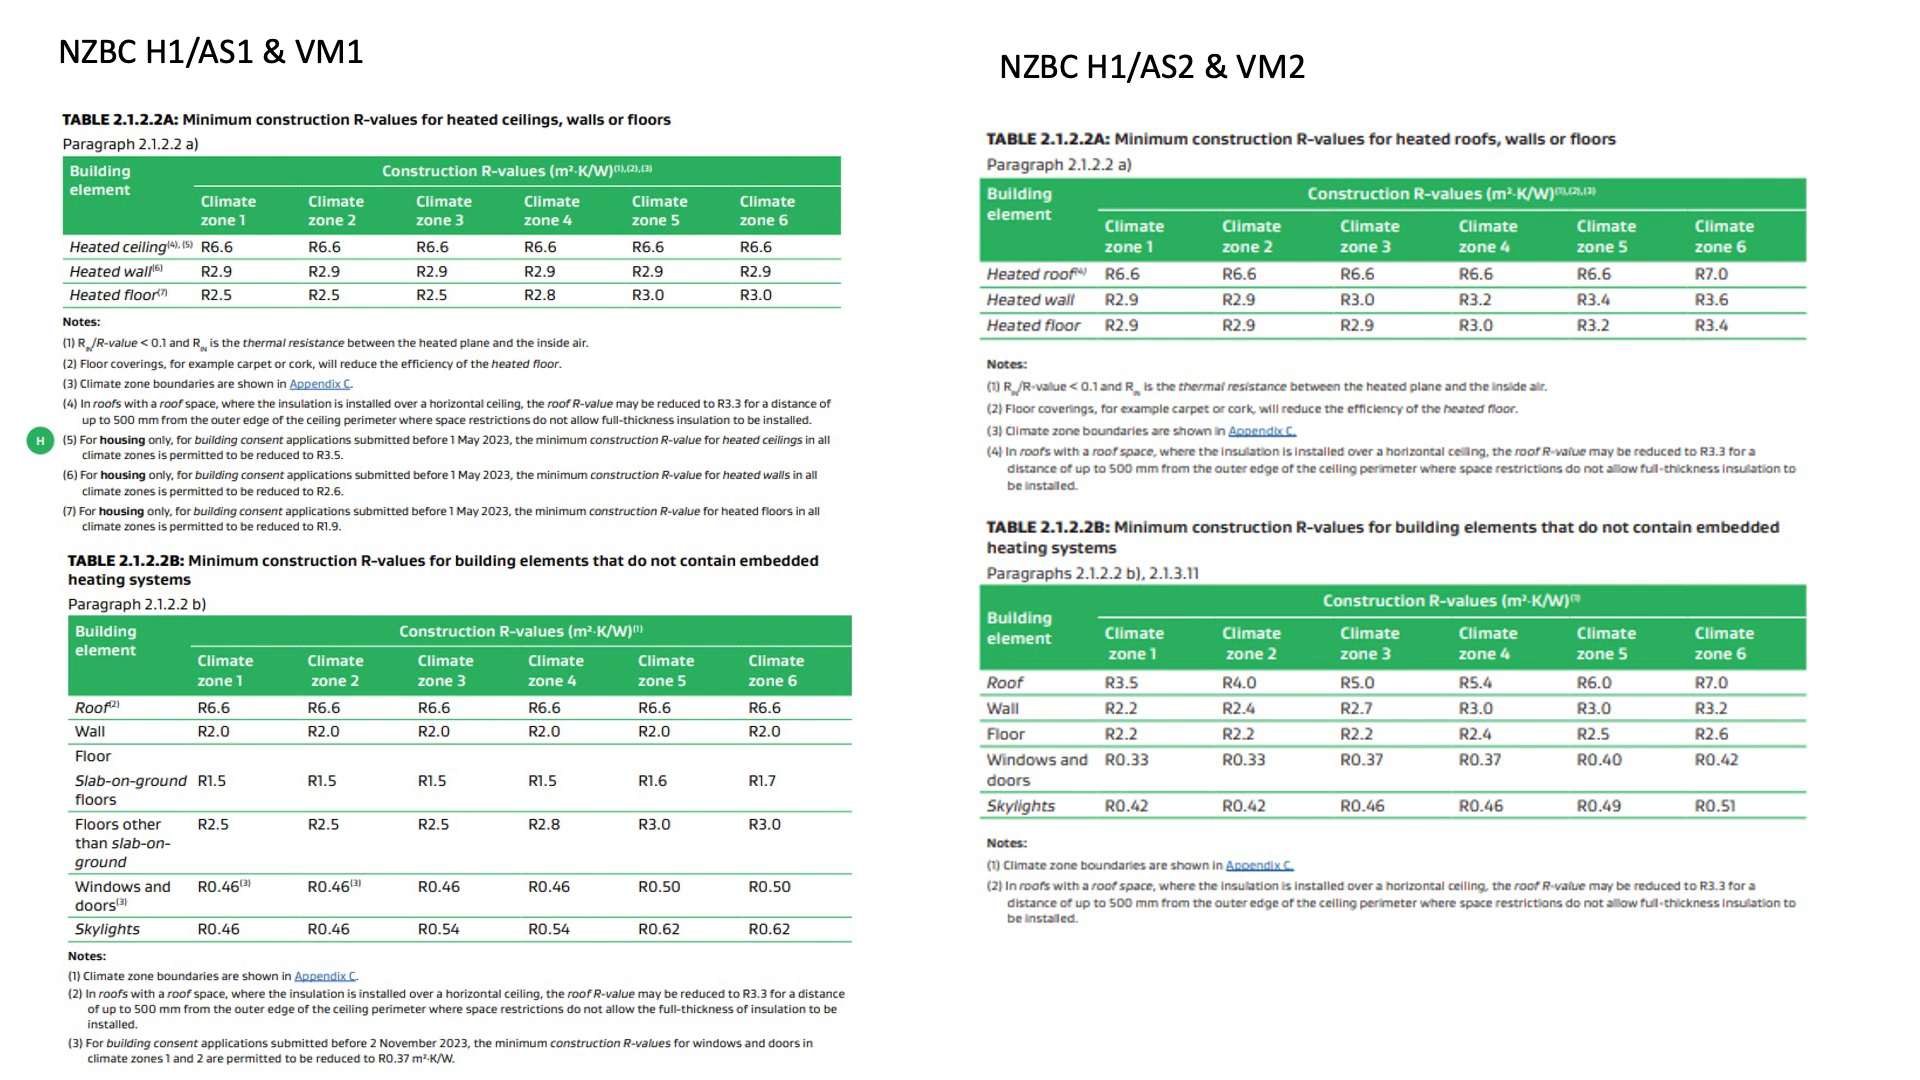 NZBC H1/AS1 & VM1
TABLE 2.1.2.2A: Minimum construction R-values for heated ceilings, walls or floors
Paragraph 2.1.2.2 a)
Building element Construction R-values (m²·K/W)(1),(2),(3)
Climate zone 1 Climate zone 2 Climate zone 3 Climate zone 4 Climate zone 5 Climate zone 6
Heated ceiling(4), (5) R6.6 R6.6 R6.6 R6.6 R6.6 R6.6
Heated wall(6) R2.9 R2.9 R2.9 R2.9 R2.9 R2.9
Heated floor(7) R2.5 R2.5 R2.5 R2.8 R3.0 R3.0
Notes:
(1) RIN/R-value < 0.1 and RIN is the thermal resistance between the heated plane and the inside air.
(2) Floor coverings, for example carpet or cork, will reduce the efficiency of the heated floor.
(3) Climate zone boundaries are shown in Appendix C.
(4) In roofs with a roof space, where the insulation is installed over a horizontal ceiling, the roof R-value may be reduced to R3.3 for a distance of
up to 500 mm from the outer edge of the ceiling perimeter where space restrictions do not allow full-thickness insulation to be installed.
H
(5) For housing only, for building consent applications submitted before 1 May 2023, the minimum construction R-value for heated ceilings in all
climate zones is permitted to be reduced to R3.5.
(6) For housing only, for building consent applications submitted before 1 May 2023, the minimum construction R-value for heated walls in all
climate zones is permitted to be reduced to R2.6.
(7) For housing only, for building consent applications submitted before 1 May 2023, the minimum construction R-value for heated floors in all
climate zones is permitted to be reduced to R1.9.
TABLE 2.1.2.2B: Minimum construction R-values for building elements that do not contain embedded
heating systems
Paragraph 2.1.2.2 b)
Building element Construction R-values (m²·K/W)(1)
Climate zone 1 Climate zone 2 Climate zone 3 Climate zone 4 Climate zone 5 Climate zone 6
Roof(2) R6.6 R6.6 R6.6 R6.6 R6.6 R6.6
Wall R2.0 R2.0 R2.0 R2.0 R2.0 R2.0
Floor
Slab-on-ground floors R1.5 R1.5 R1.5 R1.5 R1.6 R1.7
Floors other than slab-on-ground R2.5 R2.5 R2.5 R2.8 R3.0 R3.0
Windows and doors(3) R0.46(3) R0.46(3) R0.46 R0.46 R0.50 R0.50
Skylights R0.46 R0.46 R0.54 R0.54 R0.62 R0.62
Notes:
(1) Climate zone boundaries are shown in Appendix C.
(2) In roofs with a roof space, where the insulation is installed over a horizontal ceiling, the roof R-value may be reduced to R3.3 for a distance
of up to 500 mm from the outer edge of the ceiling perimeter where space restrictions do not allow the full-thickness of insulation to be
installed.
(3) For building consent applications submitted before 2 November 2023, the minimum construction R-values for windows and doors in
climate zones 1 and 2 are permitted to be reduced to R0.37 m²·K/W.
NZBC H1/AS2 & VM2
TABLE 2.1.2.2A: Minimum construction R-values for heated roofs, walls or floors
Paragraph 2.1.2.2 a)
Building element Construction R-values (m²·K/W)(1),(2),(3)
Climate zone 1 Climate zone 2 Climate zone 3 Climate zone 4 Climate zone 5 Climate zone 6
Heated roof(4) R6.6 R6.6 R6.6 R6.6 R6.6 R7.0
Heated wall R2.9 R2.9 R3.0 R3.2 R3.4 R3.6
Heated floor R2.9 R2.9 R2.9 R3.0 R3.2 R3.4
Notes:
(1) RIN/R-value < 0.1 and RIN is the thermal resistance between the heated plane and the inside air.
(2) Floor coverings, for example carpet or cork, will reduce the efficiency of the heated floor.
(3) Climate zone boundaries are shown in Appendix C.
(4) In roofs with a roof space, where the insulation is installed over a horizontal ceiling, the roof R-value may be reduced to R3.3 for a
distance of up to 500 mm from the outer edge of the ceiling perimeter where space restrictions do not allow full-thickness insulation to
be installed.
TABLE 2.1.2.2B: Minimum construction R-values for building elements that do not contain embedded
heating systems
Paragraphs 2.1.2.2 b), 2.1.3.11
Building element Construction R-values (m²·K/W)(1)
Climate zone 1 Climate zone 2 Climate zone 3 Climate zone 4 Climate zone 5 Climate zone 6
Roof R3.5 R4.0 R5.0 R5.4 R6.0 R7.0
Wall R2.2 R2.4 R2.7 R3.0 R3.0 R3.2
Floor R2.2 R2.2 R2.2 R2.4 R2.5 R2.6
Windows and doors R0.33 R0.33 R0.37 R0.37 R0.40 R0.42
Skylights R0.42 R0.42 R0.46 R0.46 R0.49 R0.51
Notes:
(1) Climate zone boundaries are shown in Appendix C.
(2) In roofs with a roof space, where the insulation is installed over a horizontal ceiling, the roof R-value may be reduced to R3.3 for a
distance of up to 500 mm from the outer edge of the ceiling perimeter where space restrictions do not allow full-thickness insulation to
be installed.